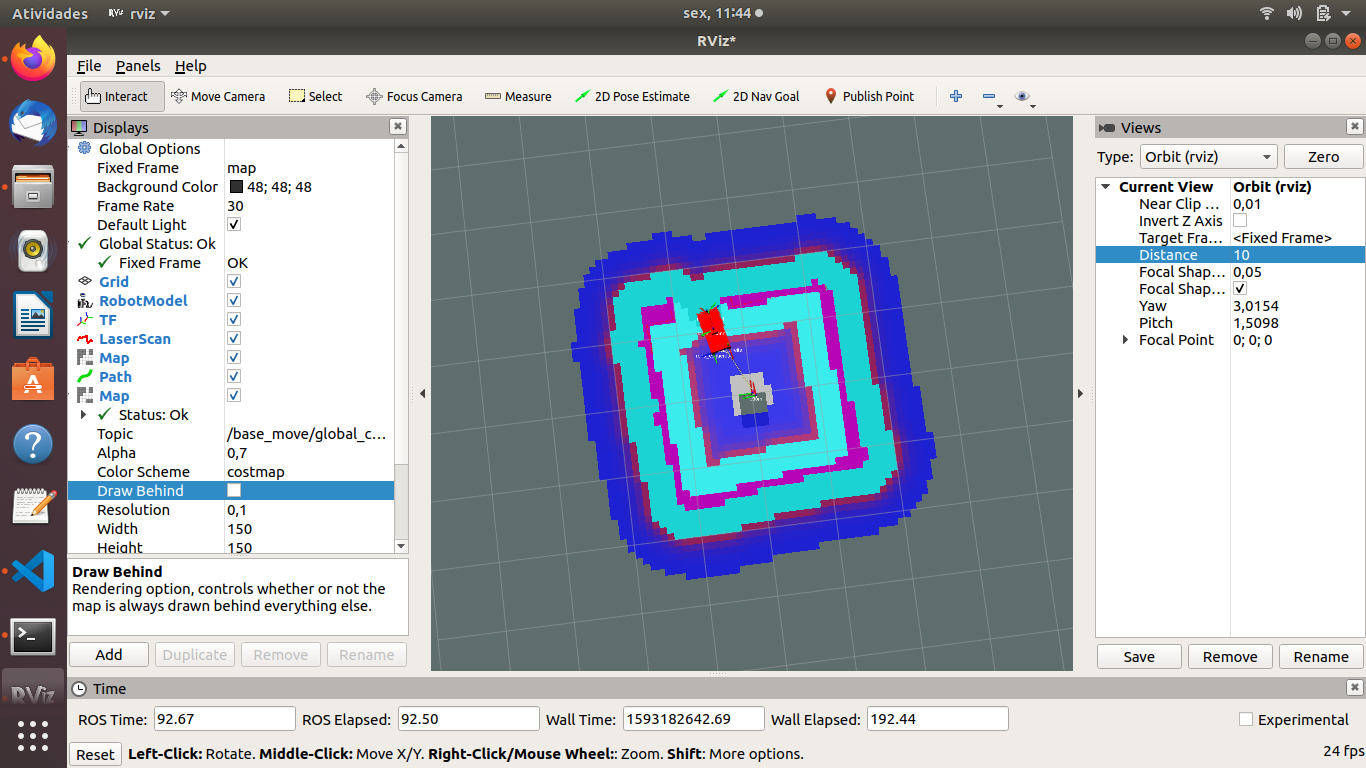 Atividades rviz sex, 11:44
RViz*
File Panels Help
Interact Move Camera Select Focus Camera Measure 2D Pose Estimate 2D Nav Goal Publish Point
Displays
Global Options
Fixed Frame map
Background Color 48; 48; 48
Frame Rate 30
Default Light
Global Status: Ok
Fixed Frame OK
Grid
RobotModel
TF
LaserScan
Map
Path
Map
Status: Ok
Topic /base_move/global_c...
Alpha 0,7
Color Scheme costmap
Draw Behind
Resolution 0,1
Width 150
Height 150
Draw Behind
Rendering option, controls whether or not the
map is always drawn behind everything else.
Add Duplicate Remove Rename
Views
Type: Orbit (rviz) Zero
Current View Orbit (rviz)
Near Clip ... 0,01
Invert Z Axis
Target Fra... <Fixed Frame>
Distance 10
Focal Shap... 0,05
Focal Shap...
Yaw 3,0154
Pitch 1,5098
Focal Point 0; 0; 0
Save Remove Rename
RViz
Time
ROS Time: 92.67 ROS Elapsed: 92.50 Wall Time: 1593182642.69 Wall Elapsed: 192.44 Experimental
Reset Left-Click: Rotate. Middle-Click: Move X/Y. Right-Click/Mouse Wheel:: Zoom. Shift: More options. 24 fps